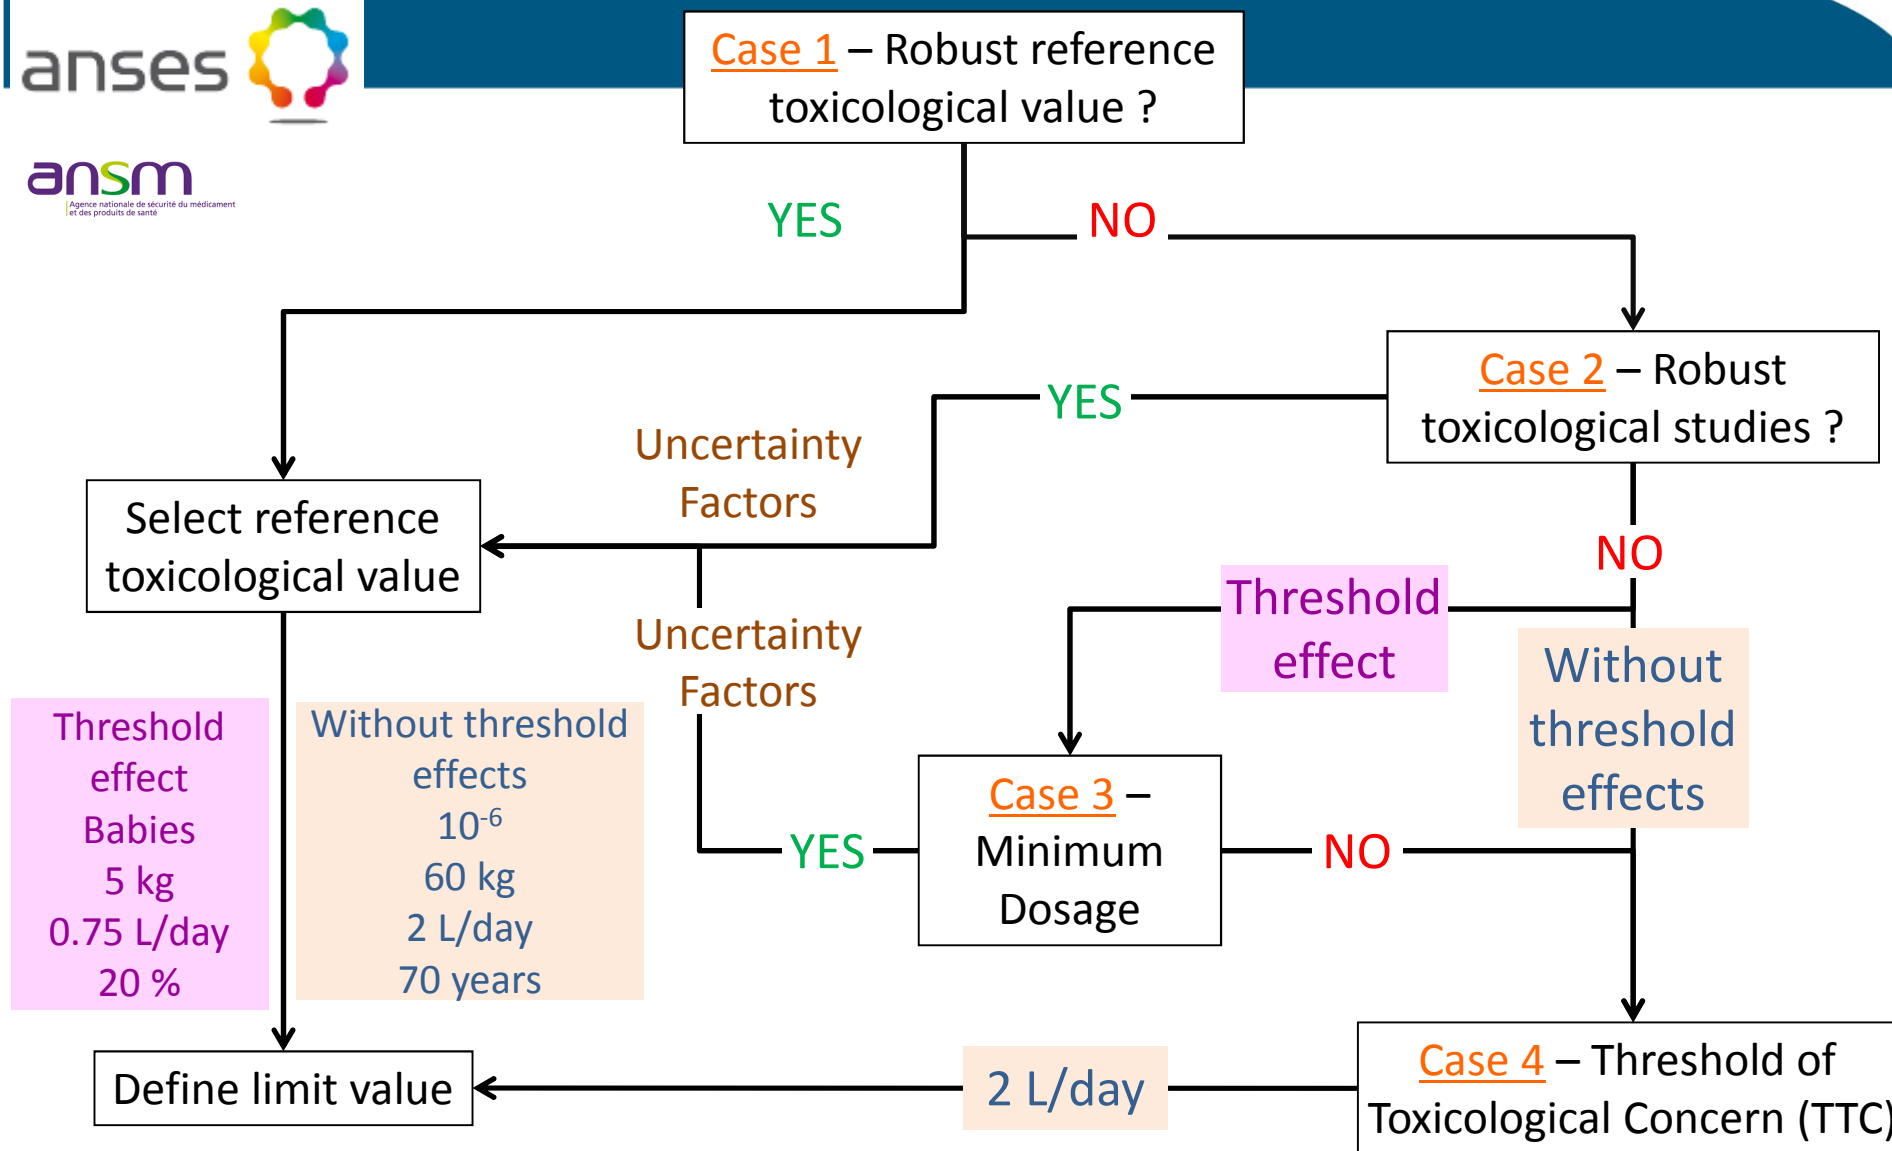 anses
ansm
Agence nationale de sécurité du médicament
et des produits de santé
Case 1 – Robust reference
toxicological value ?
YES
NO
Case 2 – Robust
toxicological studies ?
YES
Uncertainty
Factors
Select reference
toxicological value
NO
Threshold
effect
Without
threshold
effects
Uncertainty
Factors
Threshold
effect
Babies
5 kg
0.75 L/day
20 %
Without threshold
effects
10⁻⁶
60 kg
2 L/day
70 years
Case 3 –
Minimum
Dosage
YES
NO
Define limit value
2 L/day
Case 4 – Threshold of
Toxicological Concern (TTC)